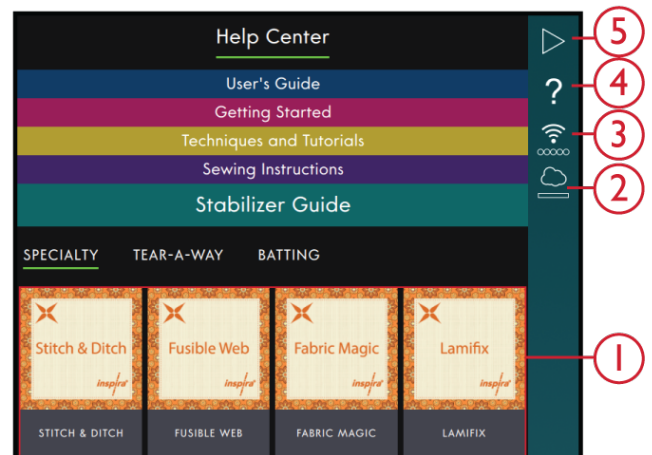 Help Center
User's Guide
Getting Started
Techniques and Tutorials
Sewing Instructions
Stabilizer Guide
SPECIALTY TEAR-A-WAY BATTING
Stitch & Ditch Fusible Web Fabric Magic Lamifix
inspira inspira inspira inspira
STITCH & DITCH FUSIBLE WEB FABRIC MAGIC LAMIFIX
5
?
4
3
2
1